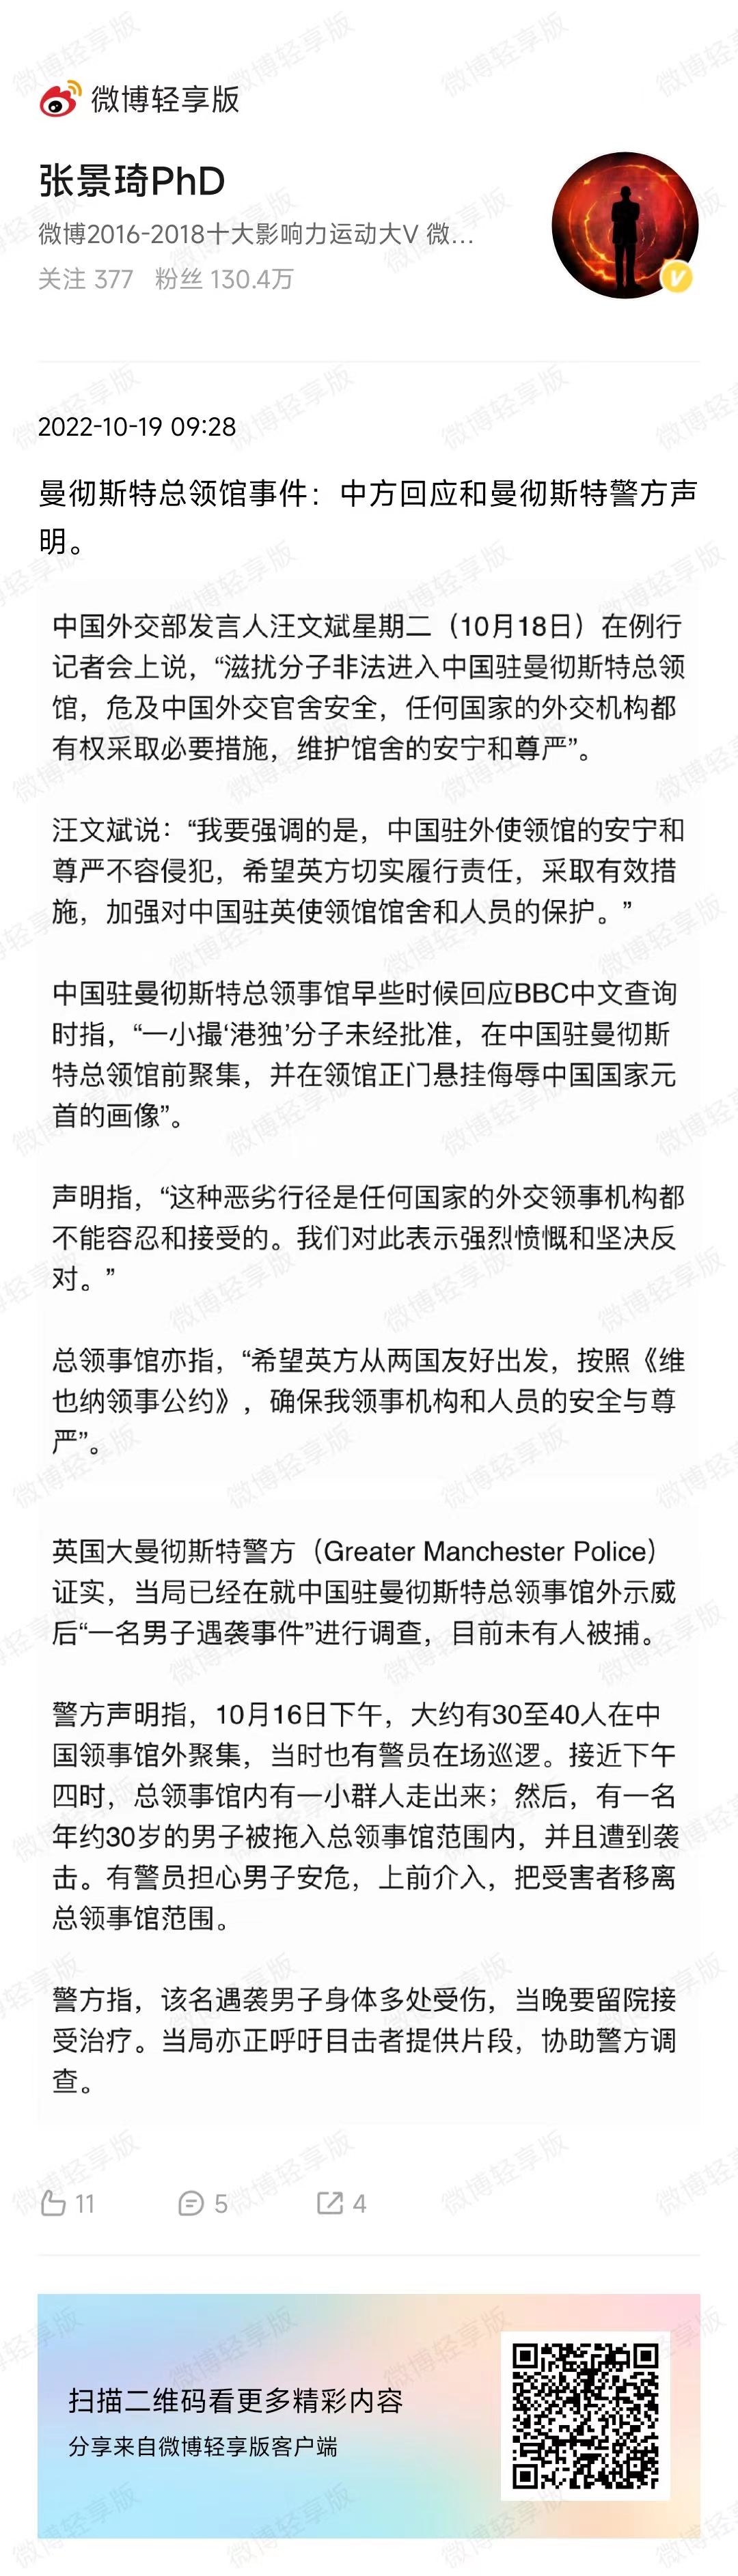 微博轻享版
张景琦PhD
微博2016-2018十大影响力运动大V 微...
关注 377 粉丝 130.4万
2022-10-19 09:28
曼彻斯特总领馆事件：中方回应和曼彻斯特警方声
明。
中国外交部发言人汪文斌星期二（10月18日）在例行
记者会上说，“滋扰分子非法进入中国驻曼彻斯特总领
馆，危及中国外交官舍安全，任何国家的外交机构都
有权采取必要措施，维护馆舍的安宁和尊严”。
汪文斌说：“我要强调的是，中国驻外使领馆的安宁和
尊严不容侵犯，希望英方切实履行责任，采取有效措
施，加强对中国驻英使领馆馆舍和人员的保护。”
中国驻曼彻斯特总领事馆早些时候回应BBC中文查询
时指，“一小撮‘港独’分子未经批准，在中国驻曼彻斯
特总领馆前聚集，并在领馆正门悬挂侮辱中国国家元
首的画像”。
声明指，“这种恶劣行径是任何国家的外交领事机构都
不能容忍和接受的。我们对此表示强烈愤慨和坚决反
对。”
总领事馆亦指，“希望英方从两国友好出发，按照《维
也纳领事公约》，确保我领事机构和人员的安全与尊
严”。
英国大曼彻斯特警方（Greater Manchester Police）
证实，当局已经在就中国驻曼彻斯特总领事馆外示威
后“一名男子遇袭事件”进行调查，目前未有人被捕。
警方声明指，10月16日下午，大约有30至40人在中
国领事馆外聚集，当时也有警员在场巡逻。接近下午
四时，总领事馆内有一小群人走出来；然后，有一名
年约30岁的男子被拖入总领事馆范围内，并且遭到袭
击。有警员担心男子安危，上前介入，把受害者移离
总领事馆范围。
警方指，该名遇袭男子身体多处受伤，当晚要留院接
受治疗。当局亦正呼吁目击者提供片段，协助警方调
查。
11 5 4
扫描二维码看更多精彩内容
分享来自微博轻享版客户端